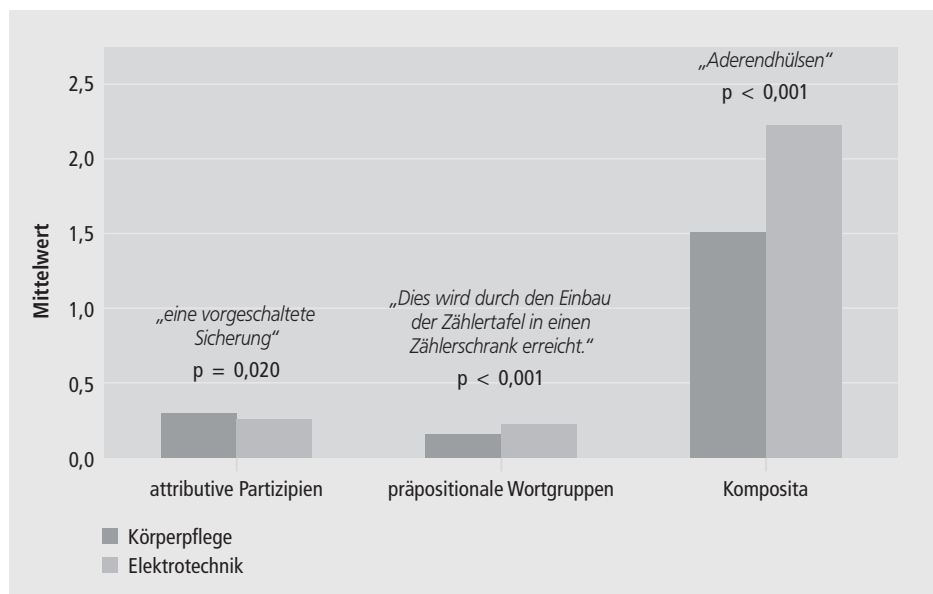 „Aderendhülsen“
p < 0,001
2,5
2,0
1,5
1,0
0,5
0,0
Mittelwert
„eine vorgeschaltete
Sicherung“
p = 0,020
„Dies wird durch den Einbau
der Zählertafel in einen
Zählerschrank erreicht.“
p < 0,001
attributive Partizipien
präpositionale Wortgruppen
Komposita
Körperpflege
Elektrotechnik